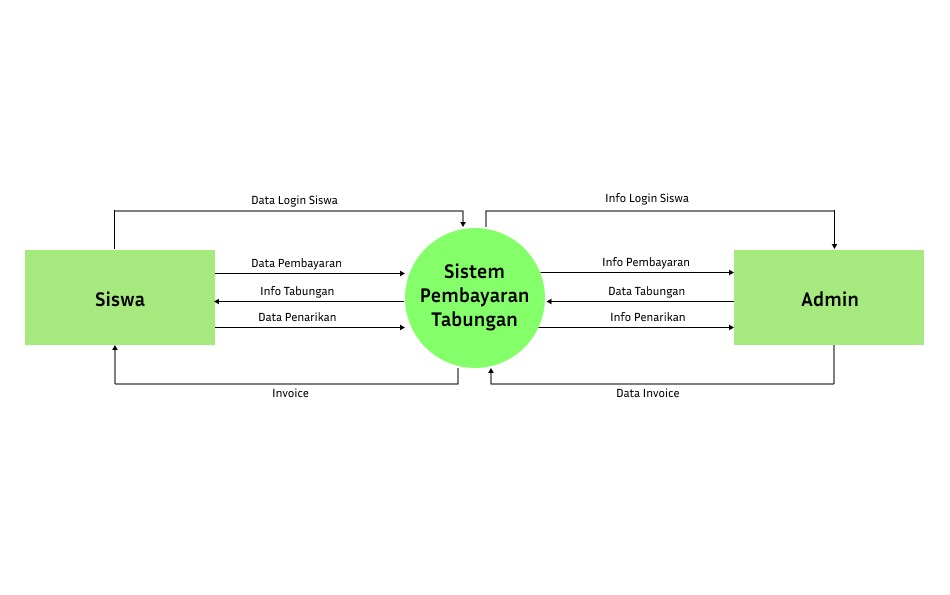 Data Login Siswa
Info Login Siswa
Data Pembayaran
Info Pembayaran
Siswa
Info Tabungan
Sistem
Pembayaran
Tabungan
Data Tabungan
Admin
Data Penarikan
Info Penarikan
Invoice
Data Invoice